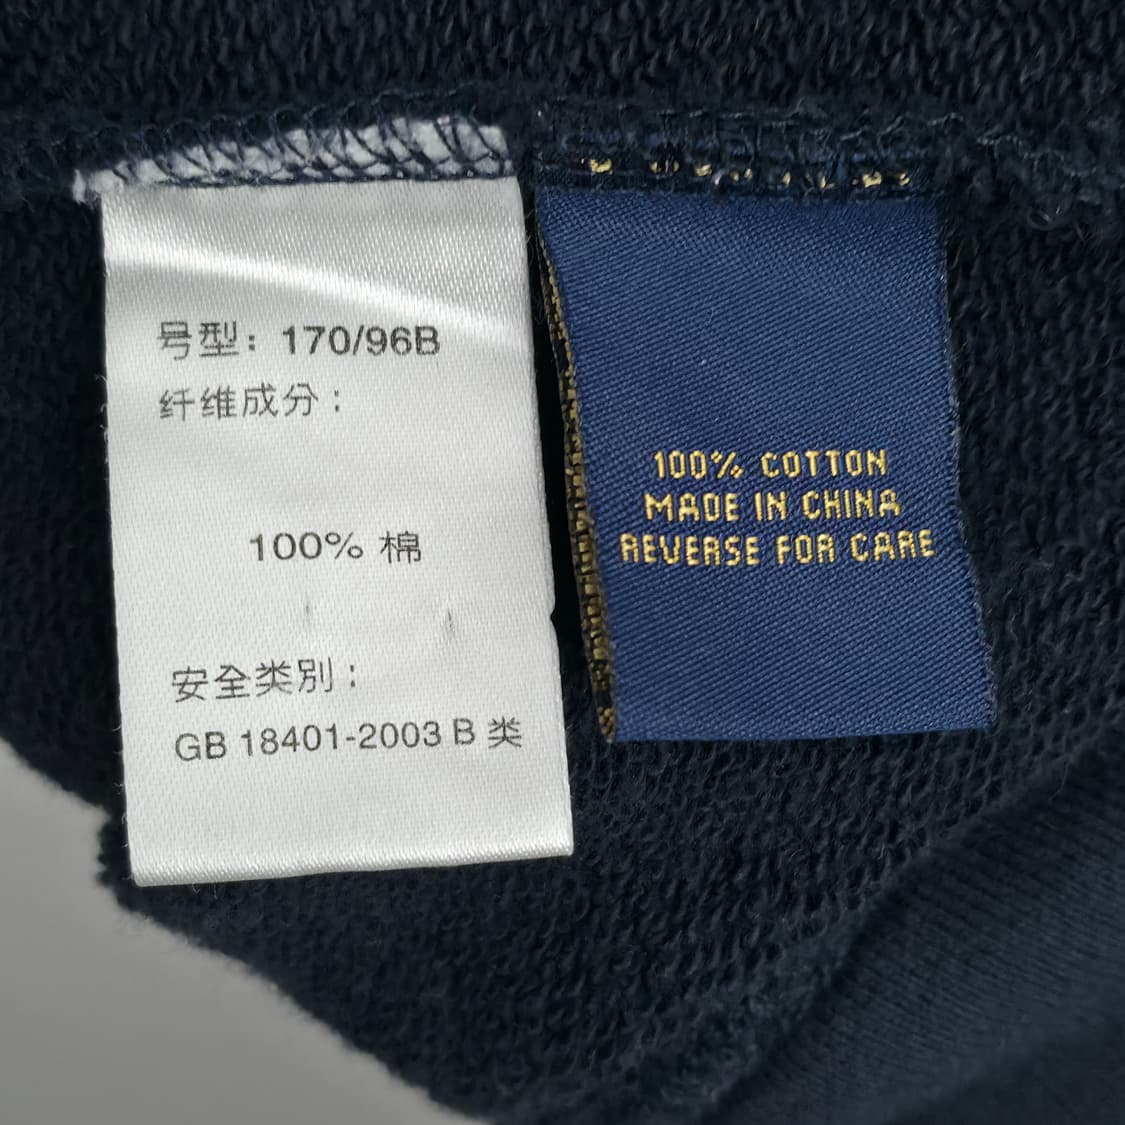 号型：170/96B
纤维成分：
100% 棉
安全类别：
GB 18401-2003 B 类
100% COTTON
MADE IN CHINA
REVERSE FOR CARE